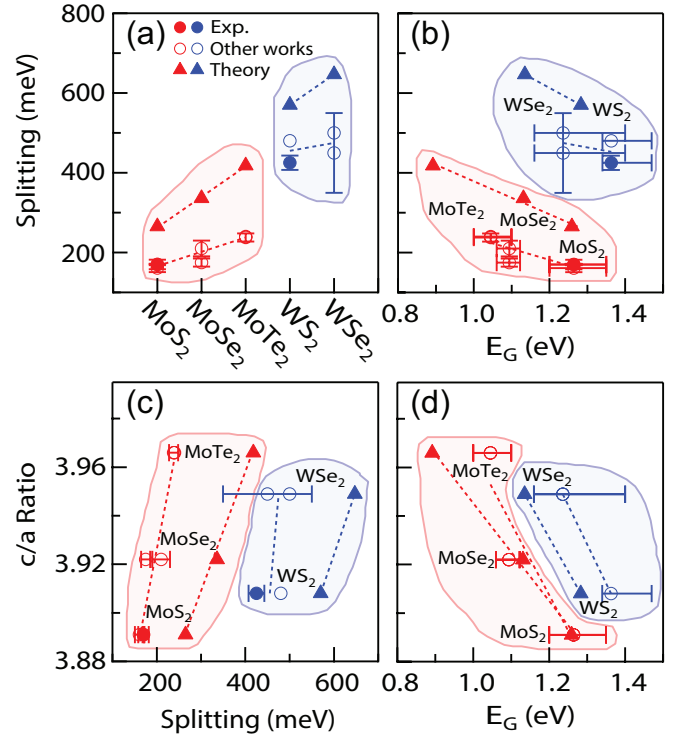 (a)
Exp.
Other works
Theory
800
600
400
200
Splitting
(meV)
MoS2
MoSe2
MoTe2
WS2
WSe2
(b)
WSe2
WS2
MoTe2
MoSe2
MoS2
0.8 1.0 1.2 1.4
EG (eV)
(c)
MoTe2
WSe2
MoSe2
WS2
MoS2
3.96
3.92
3.88
c/a Ratio
200 400 600
Splitting (meV)
(d)
MoTe2
WSe2
MoSe2
WS2
MoS2
0.8 1.0 1.2 1.4
EG (eV)